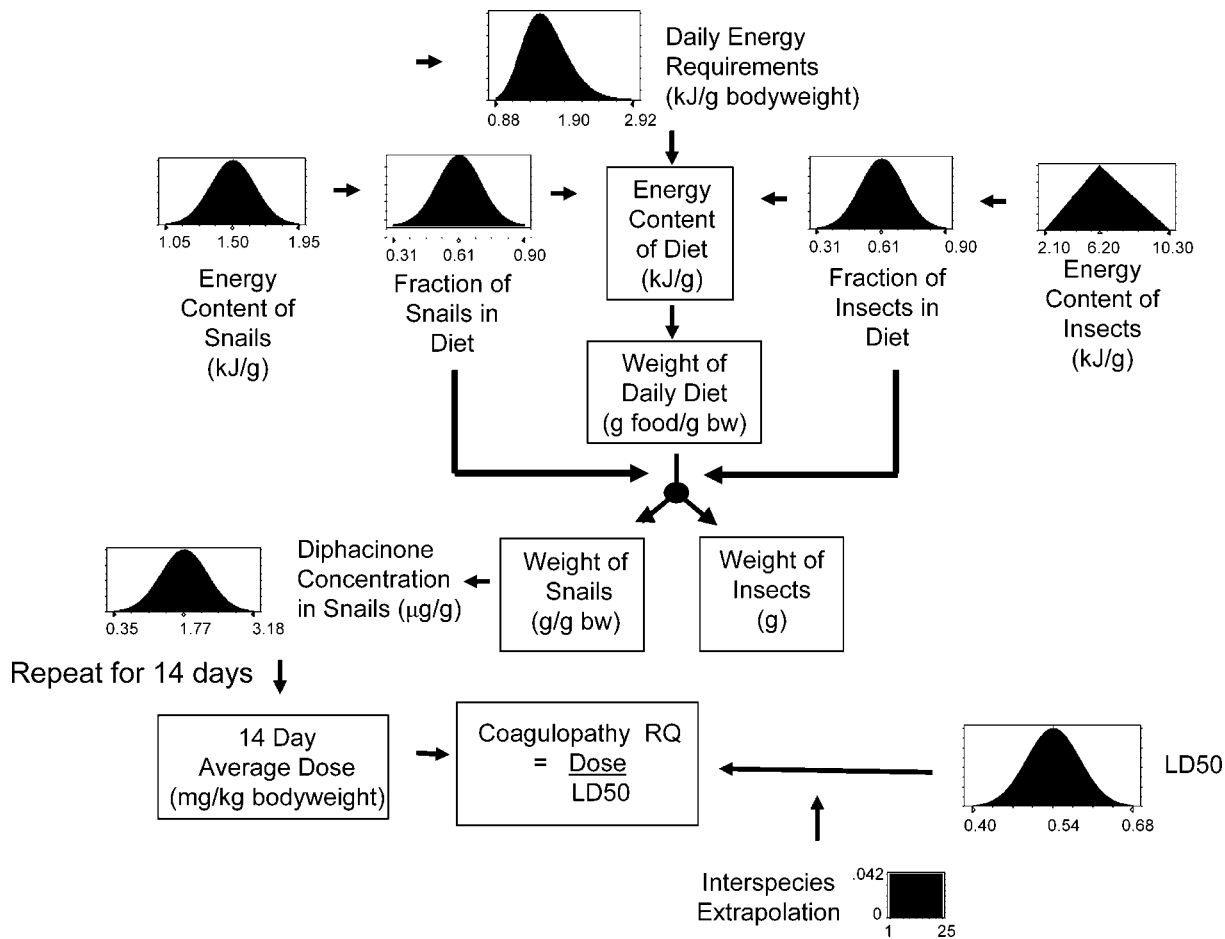 Daily Energy
Requirements
(kJ/g bodyweight)
0.88 1.90 2.92
1.05 1.50 1.95
Energy
Content of
Snails
(kJ/g)
0.31 0.61 0.90
Fraction of
Snails in
Diet
Energy
Content
of Diet
(kJ/g)
0.31 0.61 0.90
Fraction of
Insects in
Diet
2.10 6.20 10.30
Energy
Content of
Insects
(kJ/g)
Weight of
Daily Diet
(g food/g bw)
0.35 1.77 3.18
Diphacinone
Concentration
in Snails (μg/g)
Weight of
Snails
(g/g bw)
Weight of
Insects
(g)
Repeat for 14 days
14 Day
Average Dose
(mg/kg bodyweight)
Coagulopathy RQ
= Dose
LD50
LD50
0.40 0.54 0.68
Interspecies
Extrapolation
.042
0
1 25